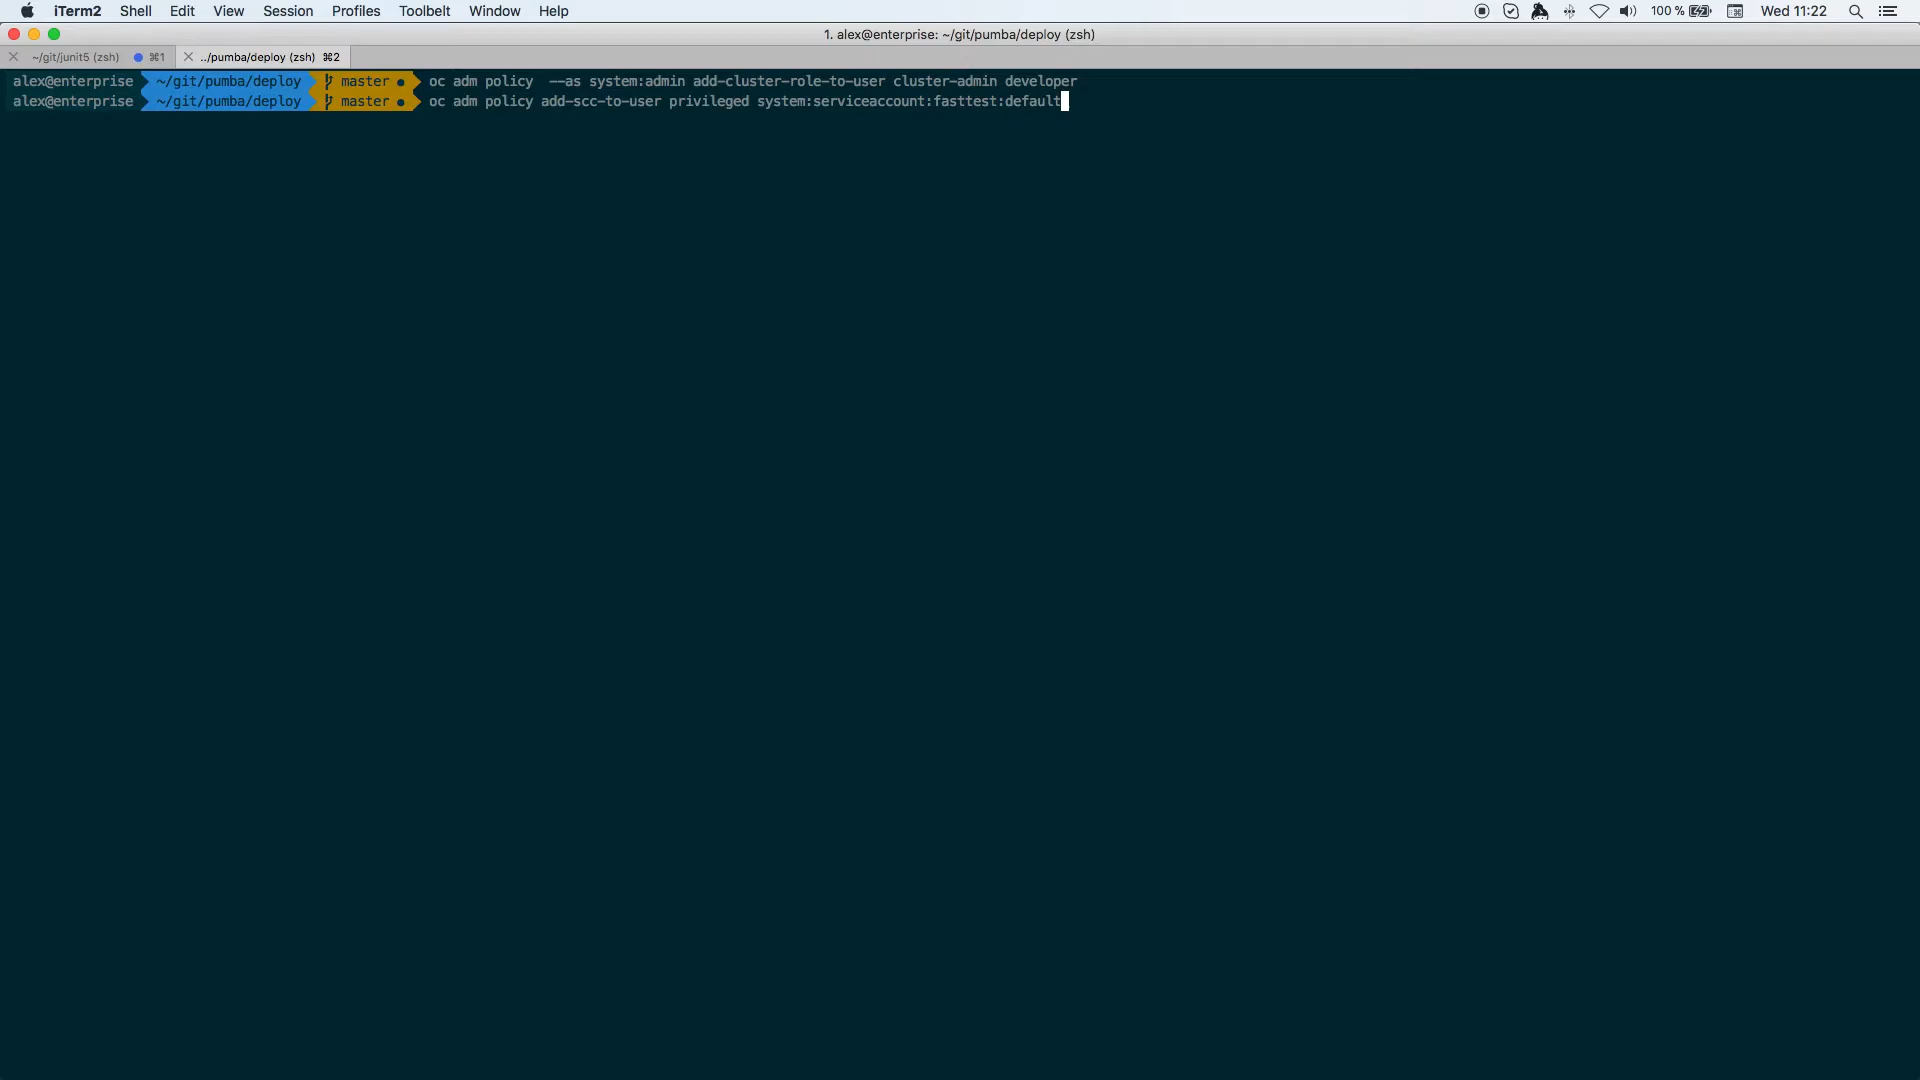 iTerm2 Shell Edit View Session Profiles Toolbelt Window Help 100 % Wed 11:22
1. alex@enterprise: ~/git/pumba/deploy (zsh)
~/git/junit5 (zsh) ⌘1 ../pumba/deploy (zsh) ⌘2
alex@enterprise ~/git/pumba/deploy master ● oc adm policy  --as system:admin add-cluster-role-to-user cluster-admin developer
alex@enterprise ~/git/pumba/deploy master ● oc adm policy add-scc-to-user privileged system:serviceaccount:fasttest:default